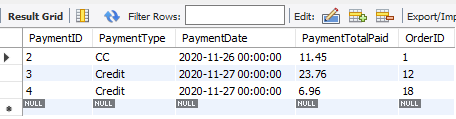 Result Grid Filter Rows: Edit: Export/Imp
PaymentID PaymentType PaymentDate PaymentTotalPaid OrderID
2 CC 2020-11-26 00:00:00 11.45 1
3 Credit 2020-11-27 00:00:00 23.76 12
4 Credit 2020-11-27 00:00:00 6.96 18
NULL NULL NULL NULL NULL